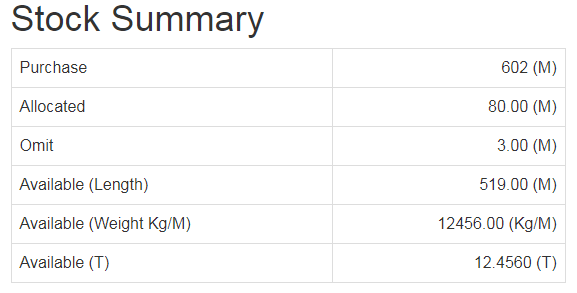 Stock Summary
Purchase 602 (M)
Allocated 80.00 (M)
Omit 3.00 (M)
Available (Length) 519.00 (M)
Available (Weight Kg/M) 12456.00 (Kg/M)
Available (T) 12.4560 (T)